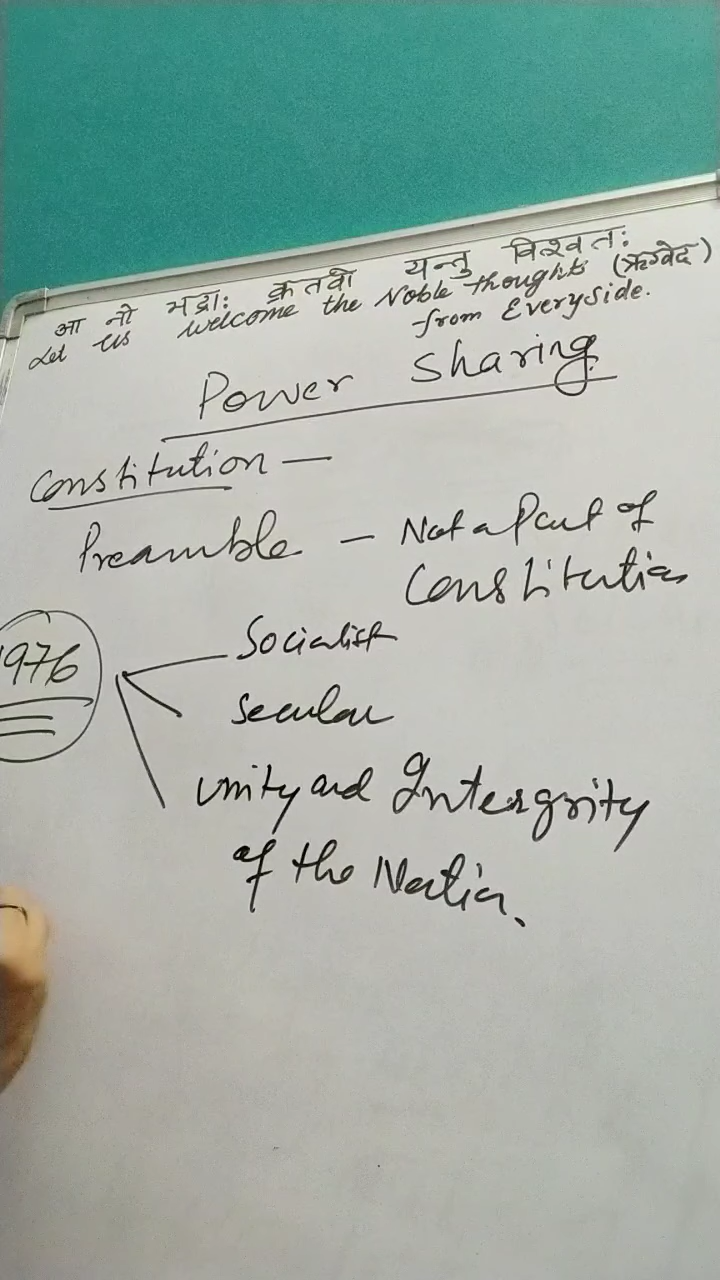 आ नो भद्राः क्रतवो यन्तु विश्वतः
Let us welcome the Noble thoughts (ऋग्वेद)
from Everyside.
Power Sharing
Constitution —
Preamble — Not a Part of
Constitution
1976
Socialist
Secular
Unity and Intergrity
of the Nation.